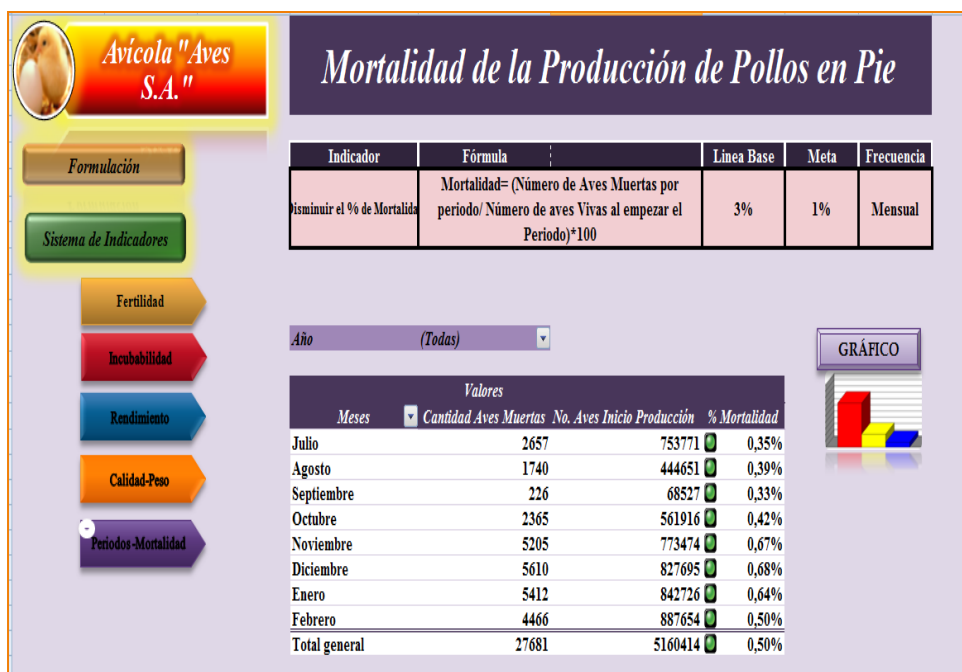 Avícola "Aves
S.A."
Mortalidad de la Producción de Pollos en Pie
Formulación
Sistema de Indicadores
Fertilidad
Incubabilidad
Rendimiento
Calidad-Peso
Periodos-Mortalidad
Indicador Fórmula Linea Base Meta Frecuencia
Disminuir el % de Mortalida Mortalidad= (Número de Aves Muertas por
periodo/ Número de aves Vivas al empezar el
Periodo)*100 3% 1% Mensual
Año (Todas)
GRÁFICO
Valores
Meses Cantidad Aves Muertas No. Aves Inicio Producción % Mortalidad
Julio 2657 753771 0,35%
Agosto 1740 444651 0,39%
Septiembre 226 68527 0,33%
Octubre 2365 561916 0,42%
Noviembre 5205 773474 0,67%
Diciembre 5610 827695 0,68%
Enero 5412 842726 0,64%
Febrero 4466 887654 0,50%
Total general 27681 5160414 0,50%